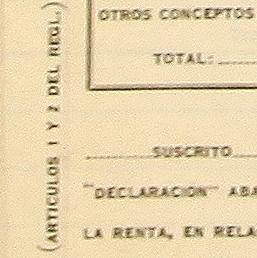 (ARTICULOS 1 Y 2 DEL REGL.)
OTROS CONCEPTOS
TOTAL:
SUSCRITO
"DECLARACION" ABA
LA RENTA, EN RELA